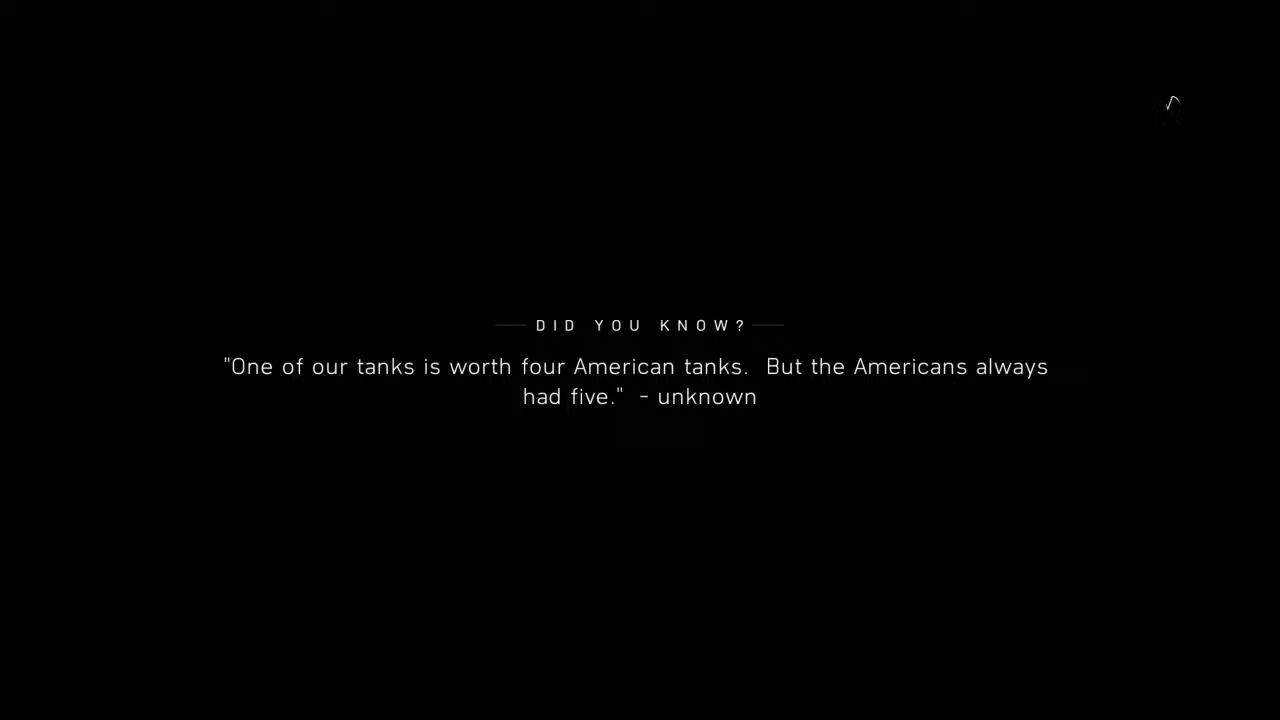 DID YOU KNOW?
"One of our tanks is worth four American tanks.  But the Americans always
had five."  - unknown